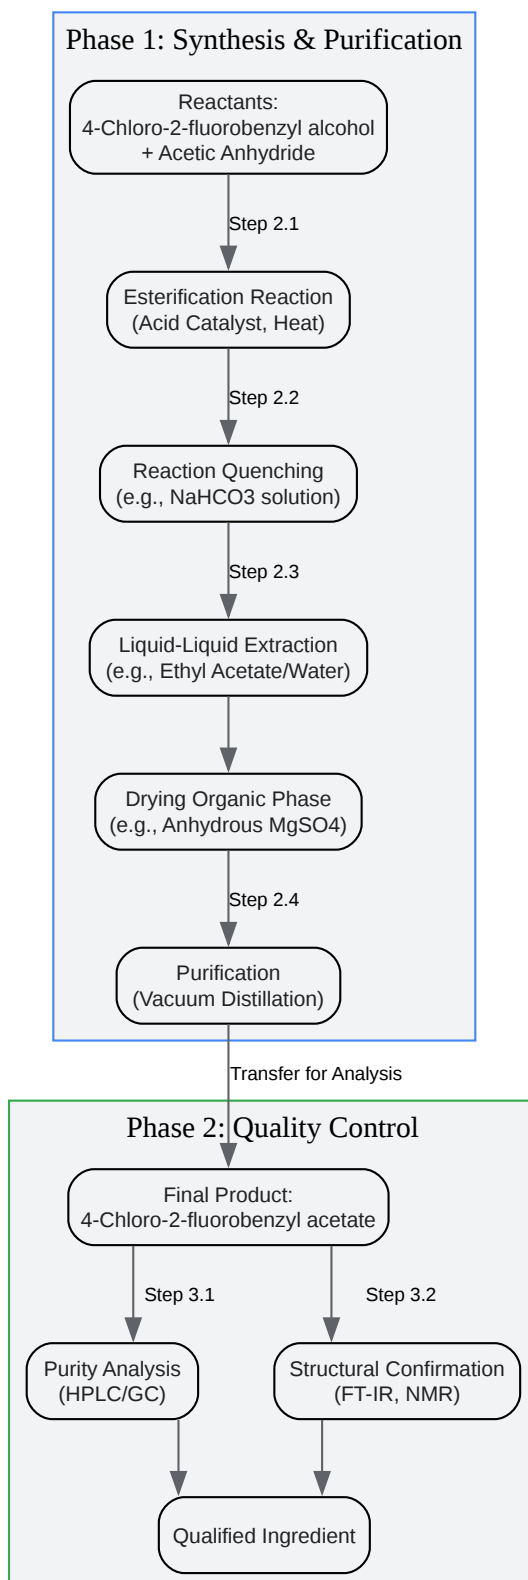 Phase 1: Synthesis & Purification
Reactants:
4-Chloro-2-fluorobenzyl alcohol
+ Acetic Anhydride
Step 2.1
Esterification Reaction
(Acid Catalyst, Heat)
Step 2.2
Reaction Quenching
(e.g., NaHCO3 solution)
Step 2.3
Liquid-Liquid Extraction
(e.g., Ethyl Acetate/Water)
Drying Organic Phase
(e.g., Anhydrous MgSO4)
Step 2.4
Purification
(Vacuum Distillation)
Transfer for Analysis
Phase 2: Quality Control
Final Product:
4-Chloro-2-fluorobenzyl acetate
Step 3.1
Step 3.2
Purity Analysis
(HPLC/GC)
Structural Confirmation
(FT-IR, NMR)
Qualified Ingredient